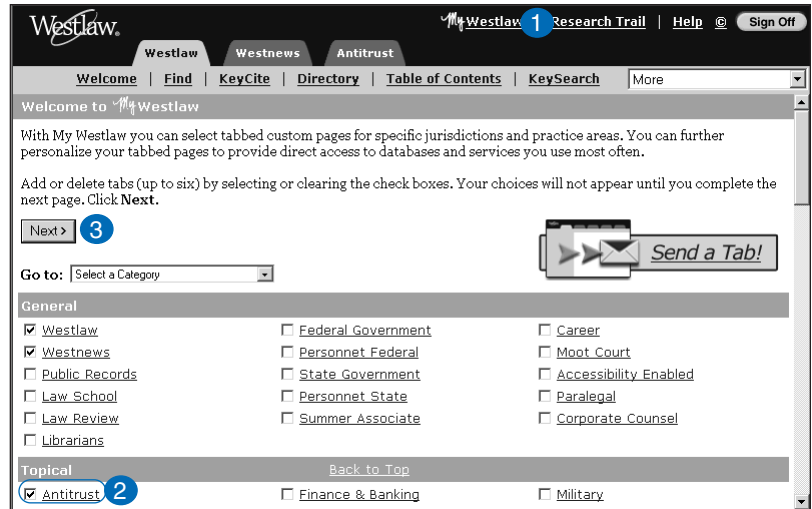 Westlaw.
My Westlaw 1 Research Trail | Help © Sign Off
Westlaw Westnews Antitrust
Welcome | Find | KeyCite | Directory | Table of Contents | KeySearch More
Welcome to My Westlaw
With My Westlaw you can select tabbed custom pages for specific jurisdictions and practice areas. You can further
personalize your tabbed pages to provide direct access to databases and services you use most often.
Add or delete tabs (up to six) by selecting or clearing the check boxes. Your choices will not appear until you complete the
next page. Click Next.
Next > 3
Send a Tab!
Go to: Select a Category
General
Westlaw Federal Government Career
Westnews Personnet Federal Moot Court
Public Records State Government Accessibility Enabled
Law School Personnet State Paralegal
Law Review Summer Associate Corporate Counsel
Librarians
Topical Back to Top
Antitrust 2 Finance & Banking Military